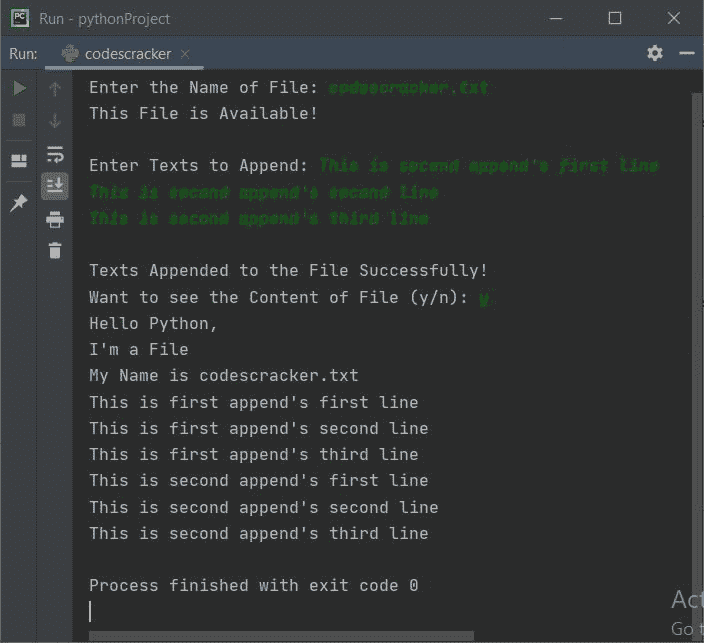 Run - pythonProject
Run: codescracker
Enter the Name of File: codescracker.txt
This File is Available!
Enter Texts to Append: This is second append's first line
This is second append's second line
This is second append's third line
Texts Appended to the File Successfully!
Want to see the Content of File (y/n): y
Hello Python,
I'm a File
My Name is codescracker.txt
This is first append's first line
This is first append's second line
This is first append's third line
This is second append's first line
This is second append's second line
This is second append's third line
Process finished with exit code 0
Act
Go t